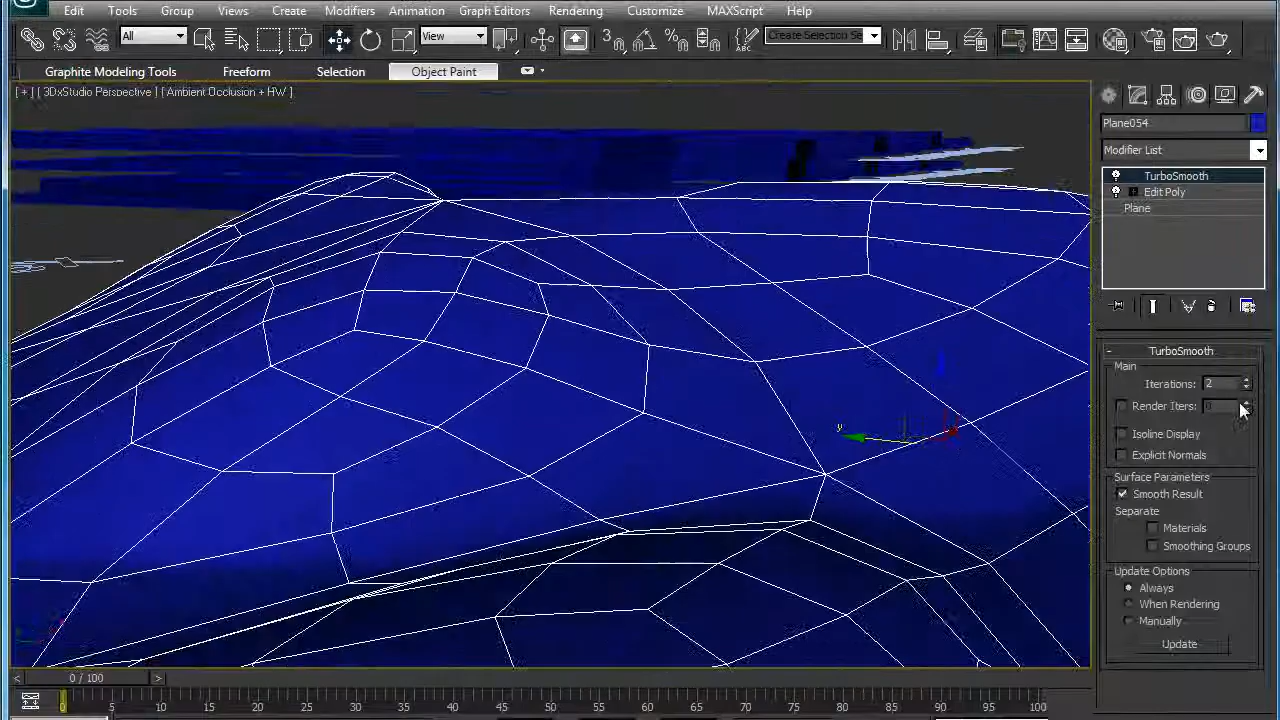 Edit Tools Group Views Create Modifiers Animation Graph Editors Rendering Customize MAXScript Help
All View Create Selection Se
Graphite Modeling Tools Freeform Selection Object Paint
[ + ] [ 3DxStudio Perspective ] [ Ambient Occlusion + HW ]
Plane054
Modifier List
TurboSmooth
Edit Poly
Plane
TurboSmooth
Main
Iterations: 2
Render Iters: 0
Isoline Display
Explicit Normals
Surface Parameters
Smooth Result
Separate
Materials
Smoothing Groups
Update Options
Always
When Rendering
Manually
Update
y
< 0 / 100 >
0 5 10 15 20 25 30 35 40 45 50 55 60 65 70 75 80 85 90 95 100